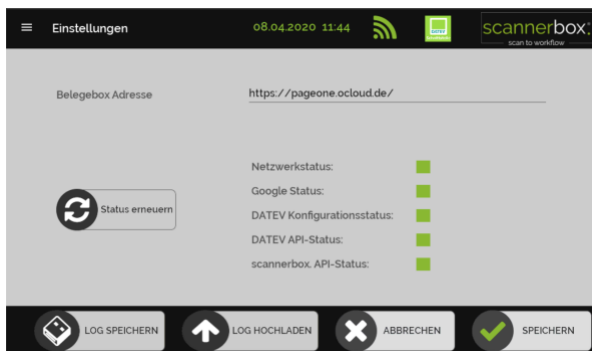 Einstellungen
08.04.2020 11:44
DATEV
scannerbox:
scan to workflow
Belegebox Adresse
https://pageone.ocloud.de/
Netzwerkstatus:
Google Status:
Status erneuern
DATEV Konfigurationsstatus:
DATEV API-Status:
scannerbox. API-Status:
LOG SPEICHERN
LOG HOCHLADEN
ABBRECHEN
SPEICHERN